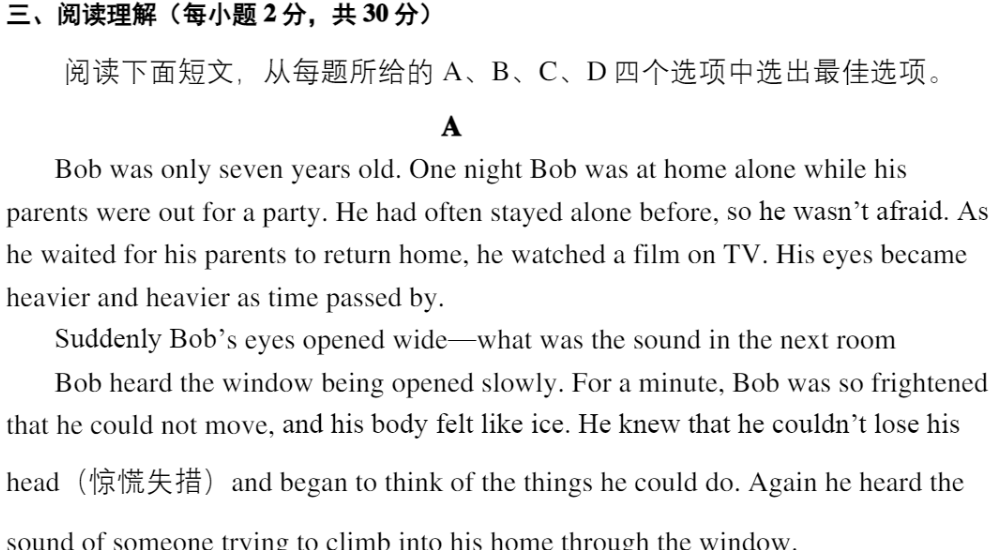 三、阅读理解（每小题 2 分，共 30 分）
阅读下面短文，从每题所给的 A、B、C、D 四个选项中选出最佳选项。
A
Bob was only seven years old. One night Bob was at home alone while his
parents were out for a party. He had often stayed alone before, so he wasn’t afraid. As
he waited for his parents to return home, he watched a film on TV. His eyes became
heavier and heavier as time passed by.
Suddenly Bob’s eyes opened wide—what was the sound in the next room
Bob heard the window being opened slowly. For a minute, Bob was so frightened
that he could not move, and his body felt like ice. He knew that he couldn’t lose his
head（惊慌失措）and began to think of the things he could do. Again he heard the
sound of someone trying to climb into his home through the window.